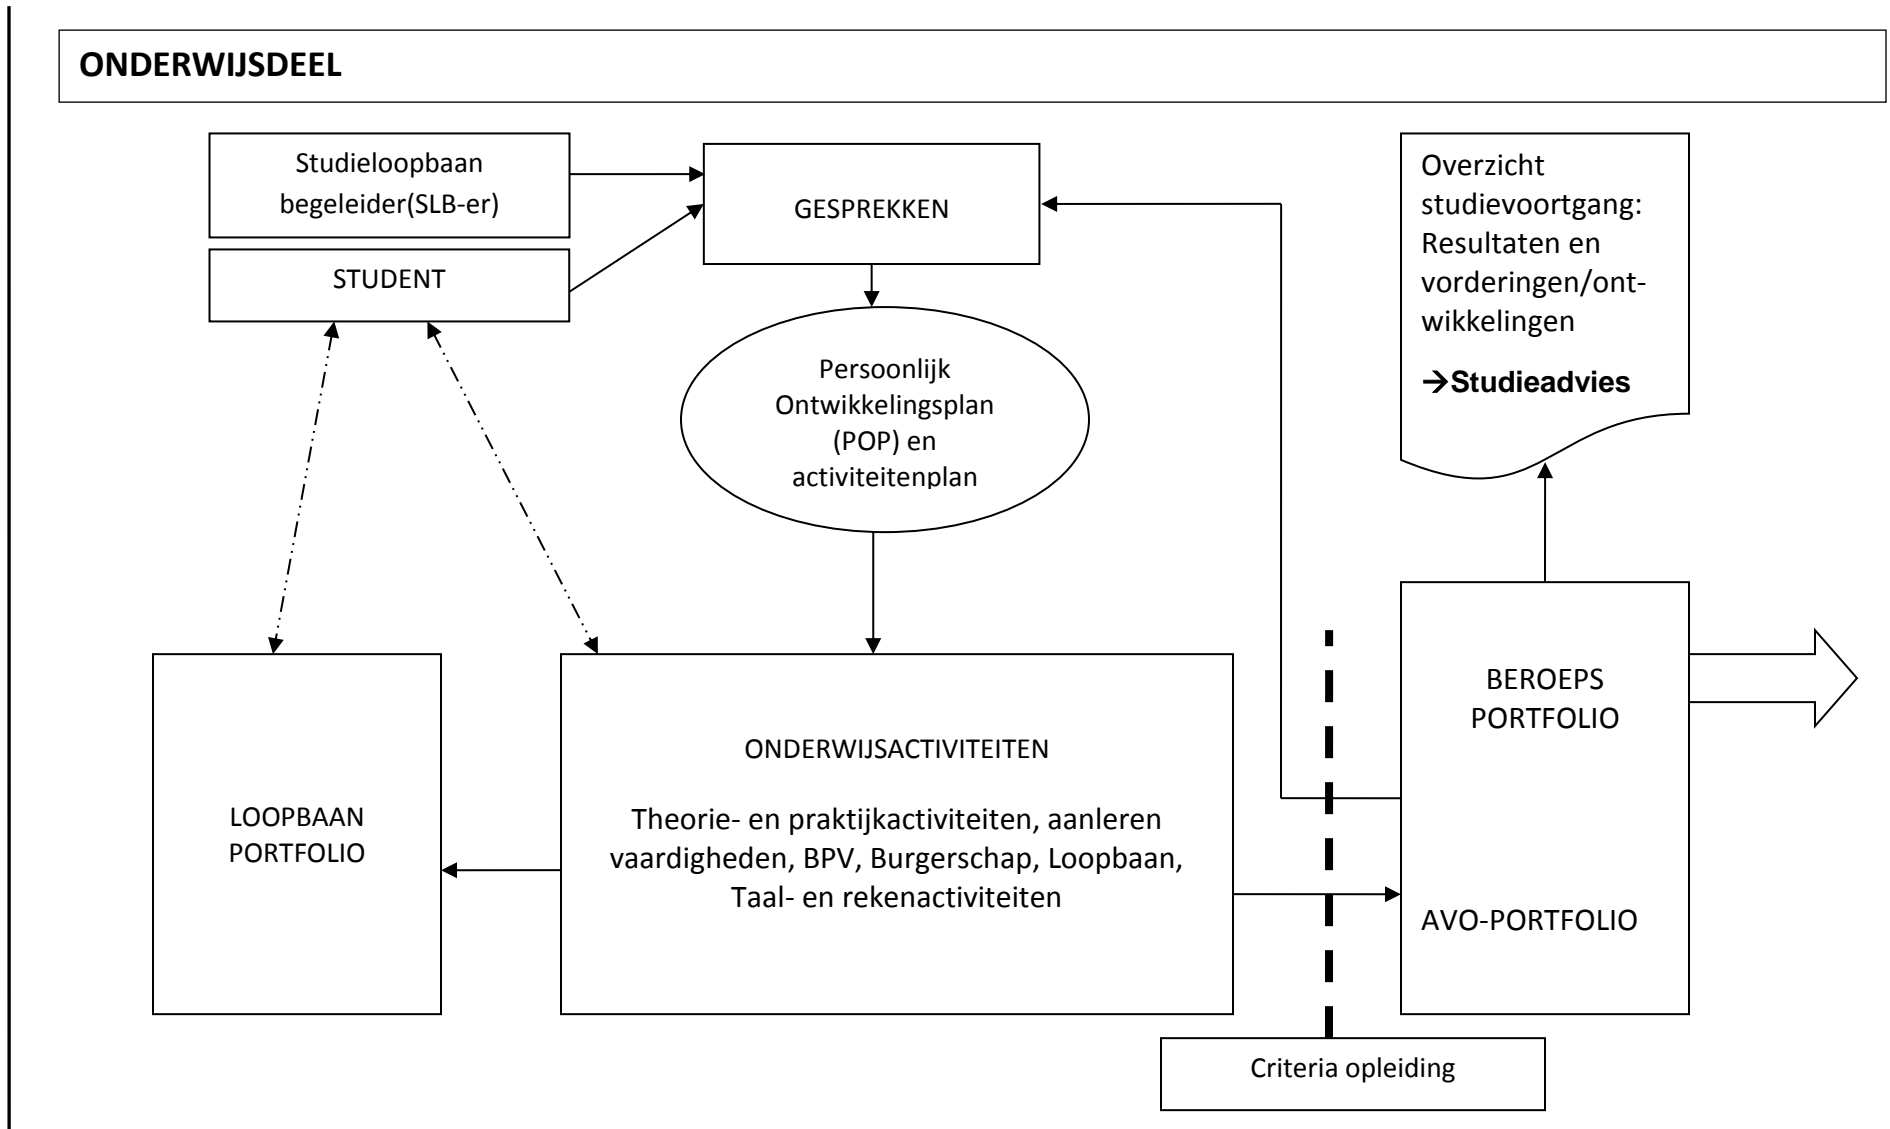 ONDERWIJSDEEL
Studieloopbaan
begeleider(SLB-er)
STUDENT
GESPREKKEN
Persoonlijk
Ontwikkelingsplan
(POP) en
activiteitenplan
Overzicht
studievoortgang:
Resultaten en
vorderingen/ont-
wikkelingen
→Studieadvies
LOOPBAAN
PORTFOLIO
ONDERWIJSACTIVITEITEN
Theorie- en praktijkactiviteiten, aanleren
vaardigheden, BPV, Burgerschap, Loopbaan,
Taal- en rekenactiviteiten
BEROEPS
PORTFOLIO
AVO-PORTFOLIO
Criteria opleiding